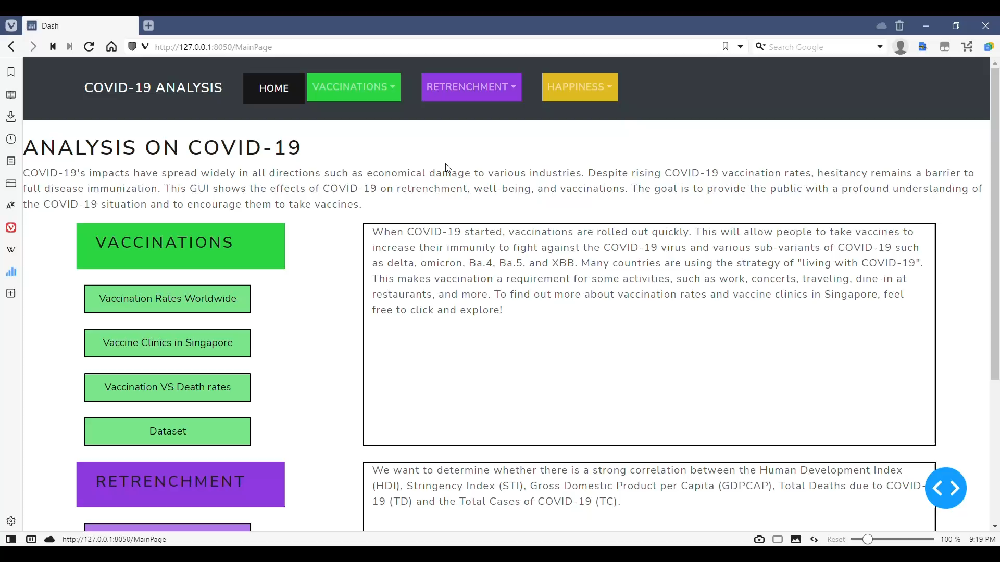 Dash
http://127.0.0.1:8050/MainPage
Search Google
COVID-19 ANALYSIS
HOME
VACCINATIONS
RETRENCHMENT
HAPPINESS
ANALYSIS ON COVID-19
COVID-19's impacts have spread widely in all directions such as economical damage to various industries. Despite rising COVID-19 vaccination rates, hesitancy remains a barrier to
full disease immunization. This GUI shows the effects of COVID-19 on retrenchment, well-being, and vaccinations. The goal is to provide the public with a profound understanding of
the COVID-19 situation and to encourage them to take vaccines.
VACCINATIONS
Vaccination Rates Worldwide
Vaccine Clinics in Singapore
Vaccination VS Death rates
Dataset
When COVID-19 started, vaccinations are rolled out quickly. This will allow people to take vaccines to
increase their immunity to fight against the COVID-19 virus and various sub-variants of COVID-19 such
as delta, omicron, Ba.4, Ba.5, and XBB. Many countries are using the strategy of "living with COVID-19".
This makes vaccination a requirement for some activities, such as work, concerts, traveling, dine-in at
restaurants, and more. To find out more about vaccination rates and vaccine clinics in Singapore, feel
free to click and explore!
RETRENCHMENT
We want to determine whether there is a strong correlation between the Human Development Index
(HDI), Stringency Index (STI), Gross Domestic Product per Capita (GDPCAP), Total Deaths due to COVID-
19 (TD) and the Total Cases of COVID-19 (TC).
http://127.0.0.1:8050/MainPage
Reset
100 %
9:19 PM